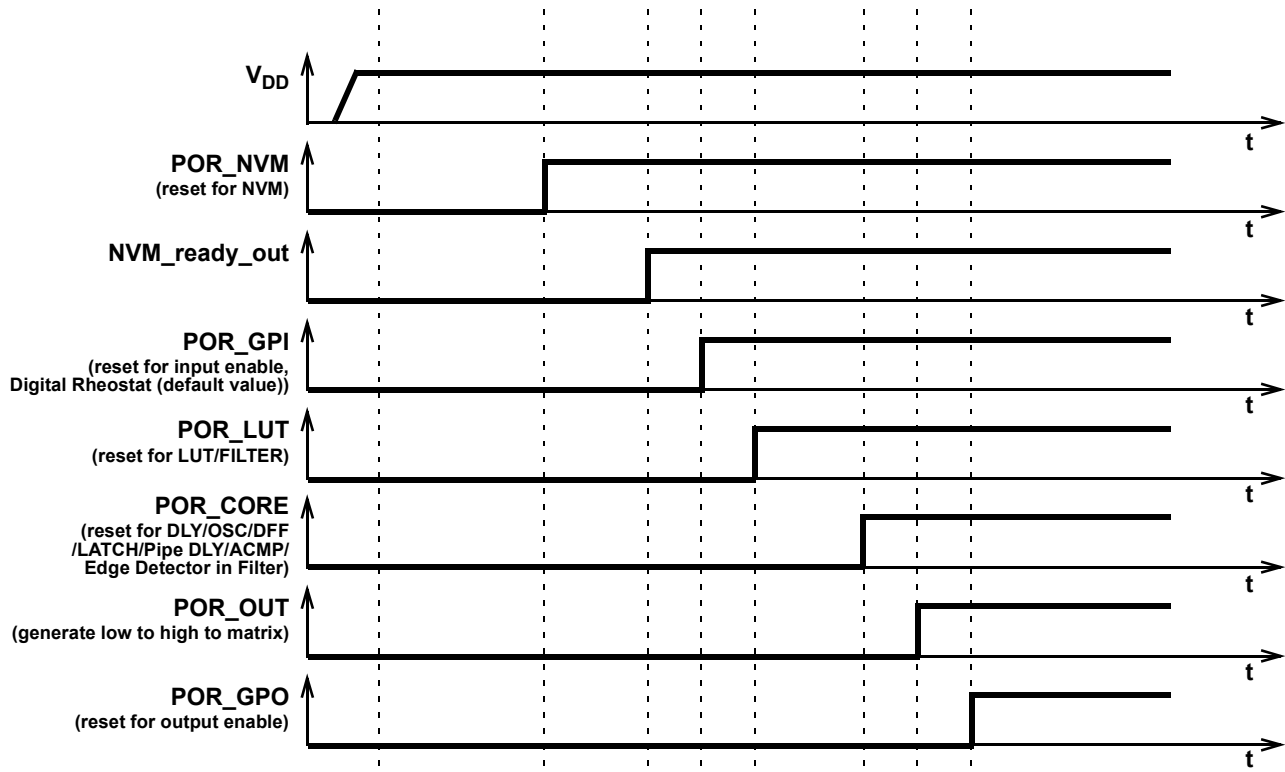 VDD
t
POR_NVM
(reset for NVM)
t
NVM_ready_out
t
POR_GPI
(reset for input enable,
Digital Rheostat (default value))
t
POR_LUT
(reset for LUT/FILTER)
t
POR_CORE
(reset for DLY/OSC/DFF
/LATCH/Pipe DLY/ACMP/
Edge Detector in Filter)
t
POR_OUT
(generate low to high to matrix)
t
POR_GPO
(reset for output enable)
t